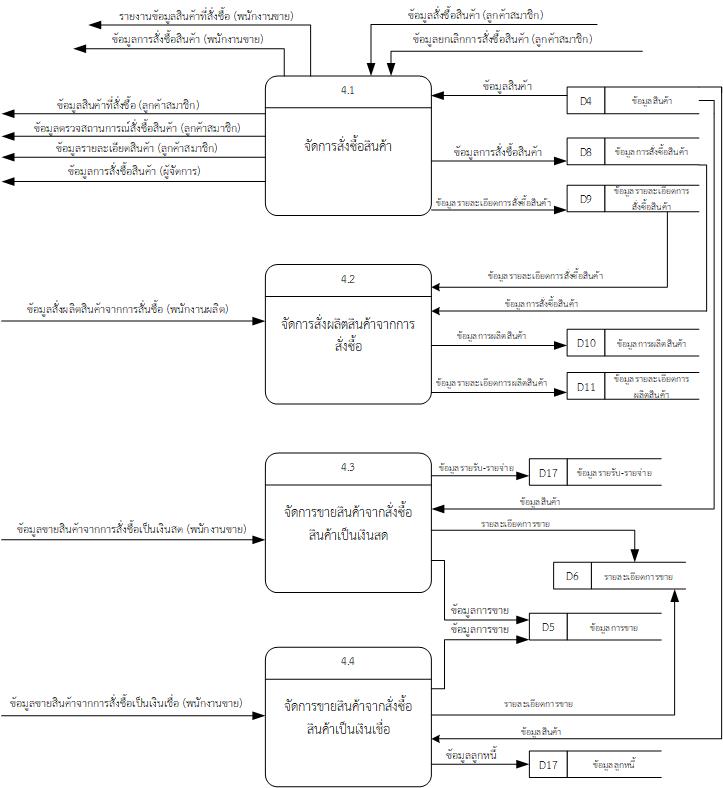 รายงานข้อมูลสินค้าที่สั่งซื้อ (พนักงานขาย)
ข้อมูลการสั่งซื้อสินค้า (พนักงานขาย)
ข้อมูลสั่งซื้อสินค้า (ลูกค้าสมาชิก)
ข้อมูลยกเลิกการสั่งซื้อสินค้า (ลูกค้าสมาชิก)
4.1
จัดการสั่งซื้อสินค้า
ข้อมูลสินค้าที่สั่งซื้อ (ลูกค้าสมาชิก)
ข้อมูลตรวจสถานการณ์สั่งซื้อสินค้า (ลูกค้าสมาชิก)
ข้อมูลรายละเอียดสินค้า (ลูกค้าสมาชิก)
ข้อมูลการสั่งซื้อสินค้า (ผู้จัดการ)
ข้อมูลสินค้า
D4 ข้อมูลสินค้า
ข้อมูลการสั่งซื้อสินค้า
D8 ข้อมูลการสั่งซื้อสินค้า
ข้อมูลรายละเอียดการสั่งซื้อสินค้า
D9 ข้อมูลรายละเอียดการ
สั่งซื้อสินค้า
4.2
จัดการสั่งผลิตสินค้าจากการ
สั่งซื้อ
ข้อมูลสั่งผลิตสินค้าจากการสั่นซื้อ (พนักงานผลิต)
ข้อมูลรายละเอียดการสั่งซื้อสินค้า
ข้อมูลการสั่งซื้อสินค้า
ข้อมูลการผลิตสินค้า
D10 ข้อมูลการผลิตสินค้า
ข้อมูลรายละเอียดการผลิตสินค้า
D11 ข้อมูลรายละเอียดการ
ผลิตสินค้า
4.3
จัดการขายสินค้าจากสั่งซื้อ
สินค้าเป็นเงินสด
ข้อมูลขายสินค้าจากการสั่งซื้อเป็นเงินสด (พนักงานขาย)
ข้อมูลรายรับ-รายจ่าย
D17 ข้อมูลรายรับ-รายจ่าย
ข้อมูลสินค้า
รายละเอียดการขาย
D6 รายละเอียดการขาย
ข้อมูลการขาย
ข้อมูลการขาย
D5 ข้อมูลการขาย
4.4
จัดการขายสินค้าจากสั่งซื้อ
สินค้าเป็นเงินเชื่อ
ข้อมูลขายสินค้าจากการสั่งซื้อเป็นเงินเชื่อ (พนักงานขาย)
รายละเอียดการขาย
ข้อมูลสินค้า
ข้อมูลลูกหนี้
D17 ข้อมูลลูกหนี้